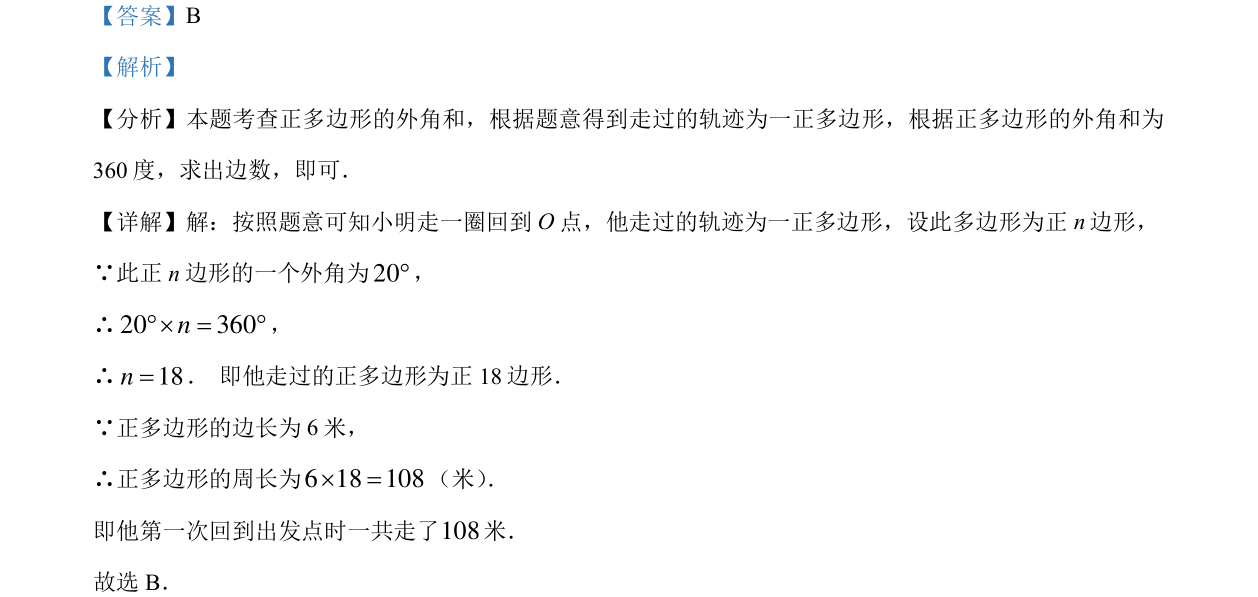 【答案】B
【解析】
【分析】本题考查正多边形的外角和，根据题意得到走过的轨迹为一正多边形，根据正多边形的外角和为
360 度，求出边数，即可．
【详解】解：按照题意可知小明走一圈回到 O 点，他走过的轨迹为一正多边形，设此多边形为正 n 边形，
∵此正 n 边形的一个外角为20°，
∴20°×n=360°，
∴n=18． 即他走过的正多边形为正 18 边形．
∵正多边形的边长为 6 米，
∴正多边形的周长为6×18=108（米）．
即他第一次回到出发点时一共走了108米．
故选 B．